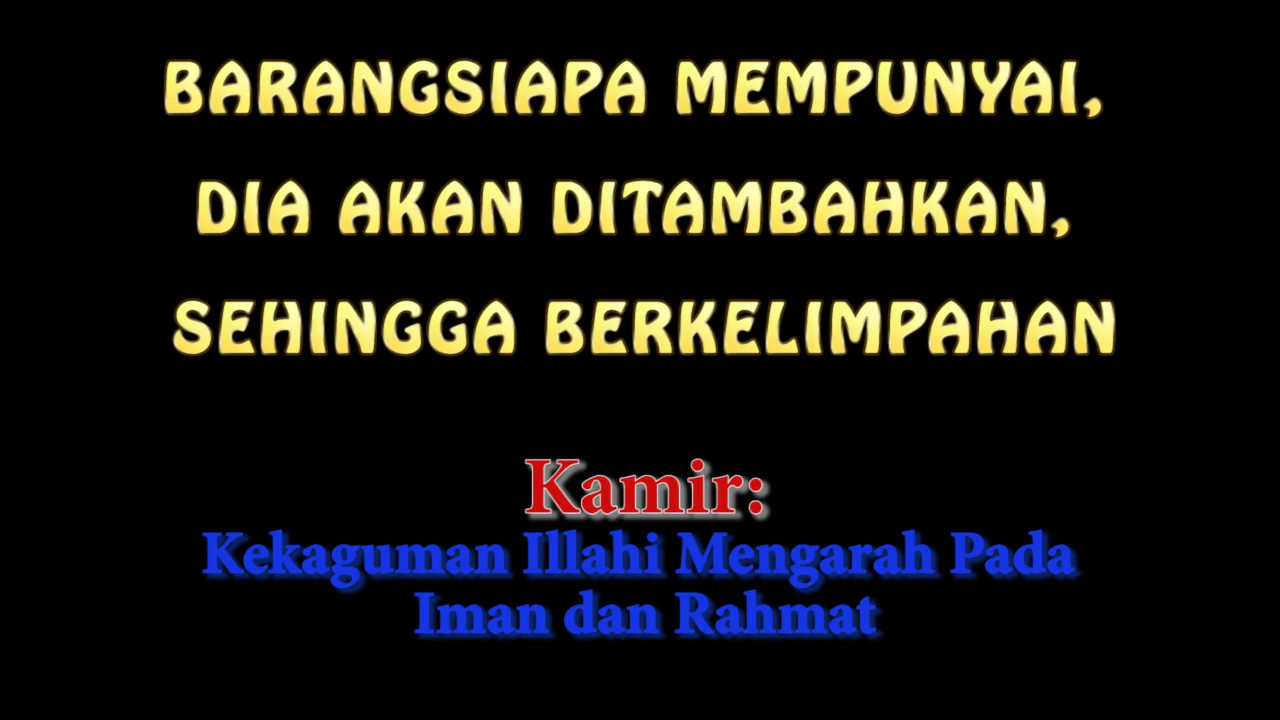 BARANGSIAPA MEMPUNYAI,
DIA AKAN DITAMBAHKAN,
SEHINGGA BERKELIMPAHAN
Kamir:
Kekaguman Illahi Mengarah Pada
Iman dan Rahmat